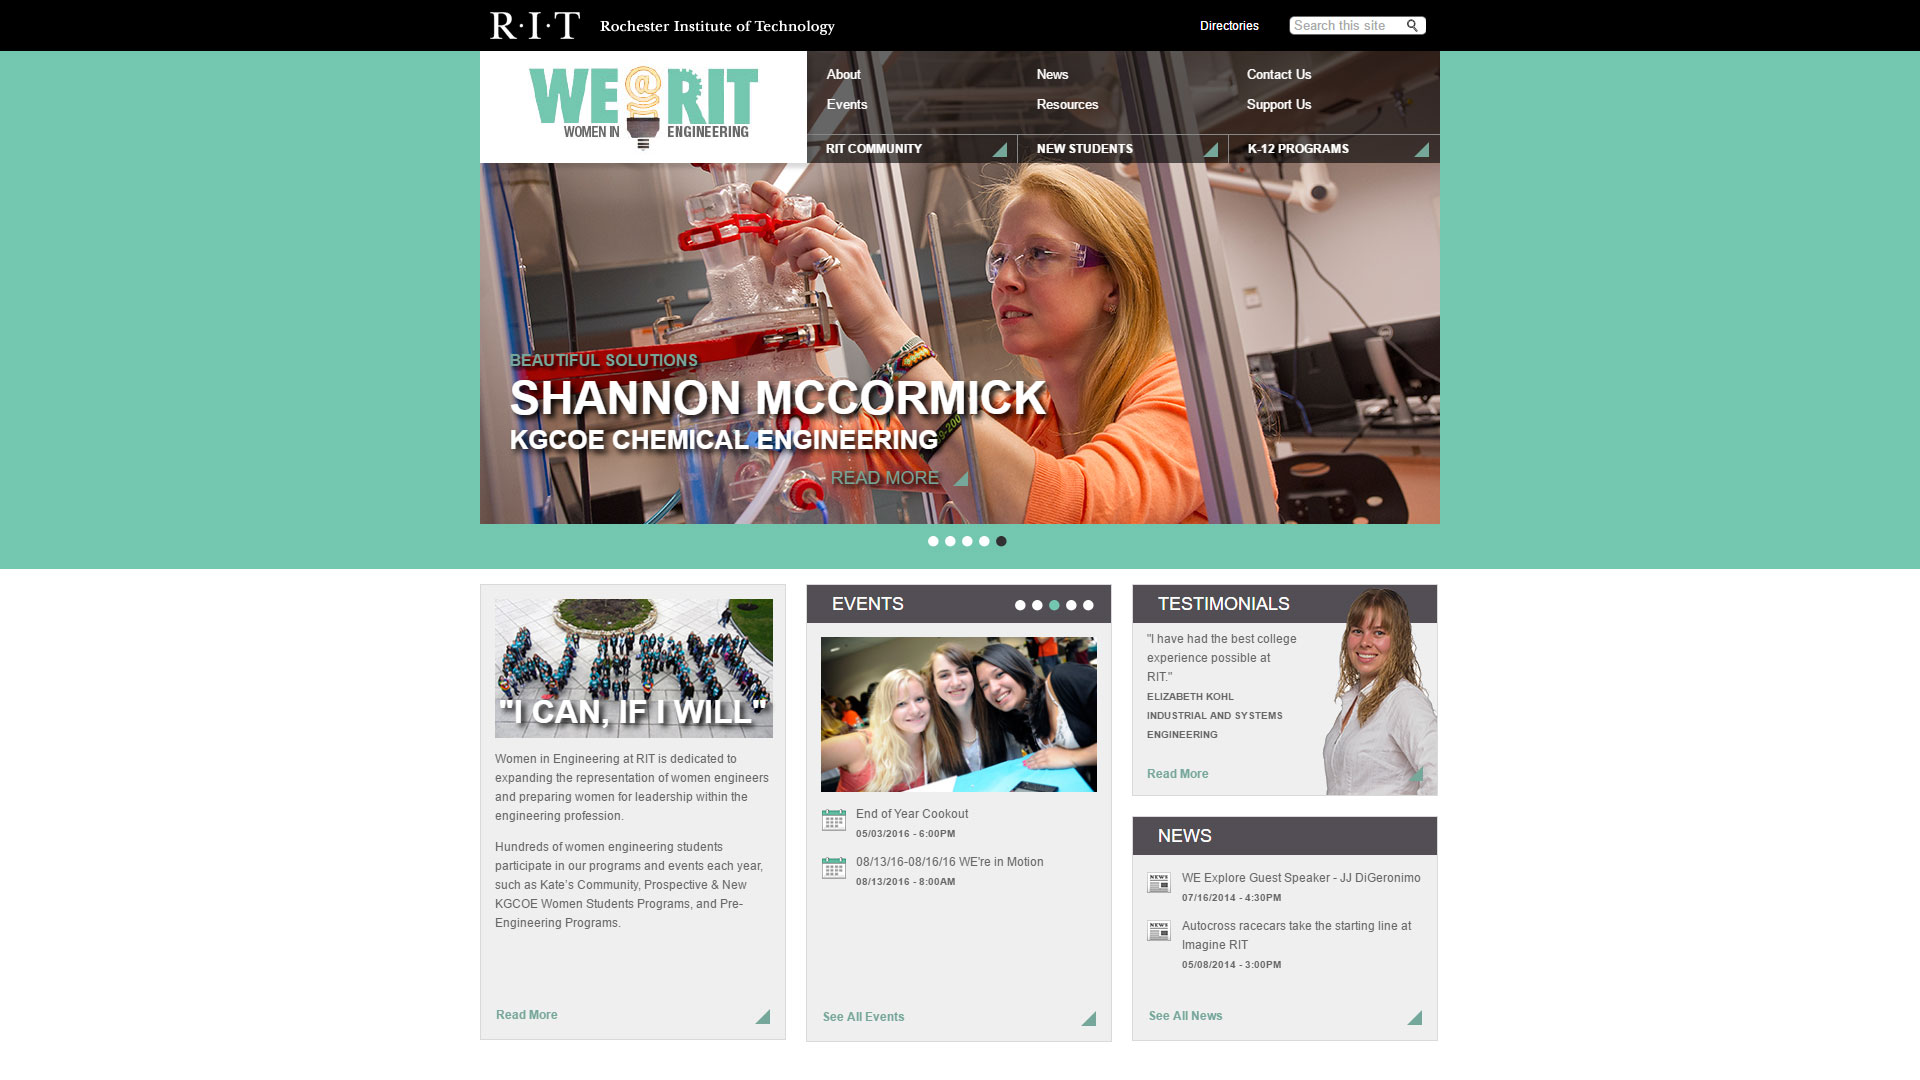 R·I·T Rochester Institute of Technology
Directories
Search this site
WE@RIT
WOMEN IN ENGINEERING
About
News
Contact Us
Events
Resources
Support Us
RIT COMMUNITY
NEW STUDENTS
K-12 PROGRAMS
BEAUTIFUL SOLUTIONS
SHANNON MCCORMICK
KGCOE CHEMICAL ENGINEERING
READ MORE
"I CAN, IF I WILL"
Women in Engineering at RIT is dedicated to
expanding the representation of women engineers
and preparing women for leadership within the
engineering profession.
Hundreds of women engineering students
participate in our programs and events each year,
such as Kate's Community, Prospective & New
KGCOE Women Students Programs, and Pre-
Engineering Programs.
Read More
EVENTS
End of Year Cookout
05/03/2016 - 6:00PM
08/13/16-08/16/16 WE're in Motion
08/13/2016 - 8:00AM
See All Events
TESTIMONIALS
"I have had the best college
experience possible at
RIT."
ELIZABETH KOHL
INDUSTRIAL AND SYSTEMS
ENGINEERING
Read More
NEWS
NEWS
WE Explore Guest Speaker - JJ DiGeronimo
07/16/2014 - 4:30PM
NEWS
Autocross racecars take the starting line at
Imagine RIT
05/08/2014 - 3:00PM
See All News